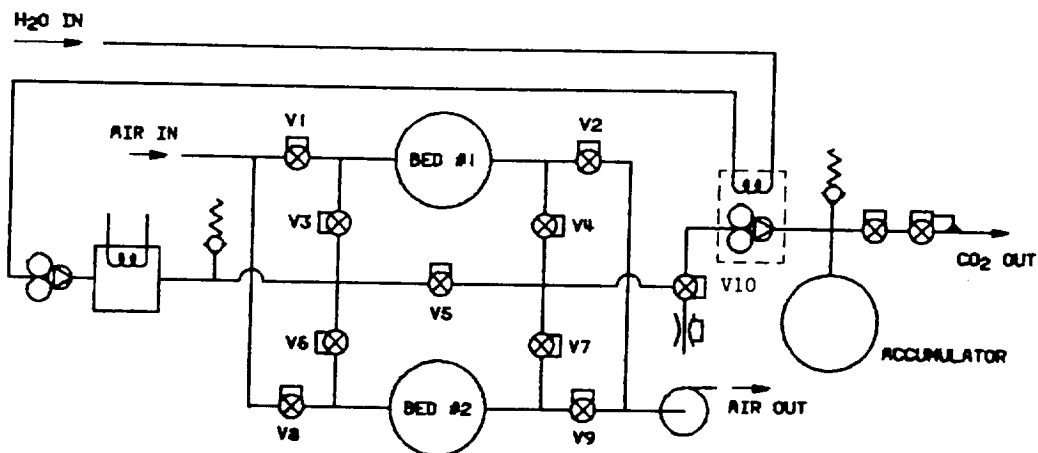 H₂O IN
AIR IN
V1
BED #1
V2
V3
V4
V5
V10
CO₂ OUT
V6
V7
ACCUMULATOR
V8
BED #2
V9
AIR OUT